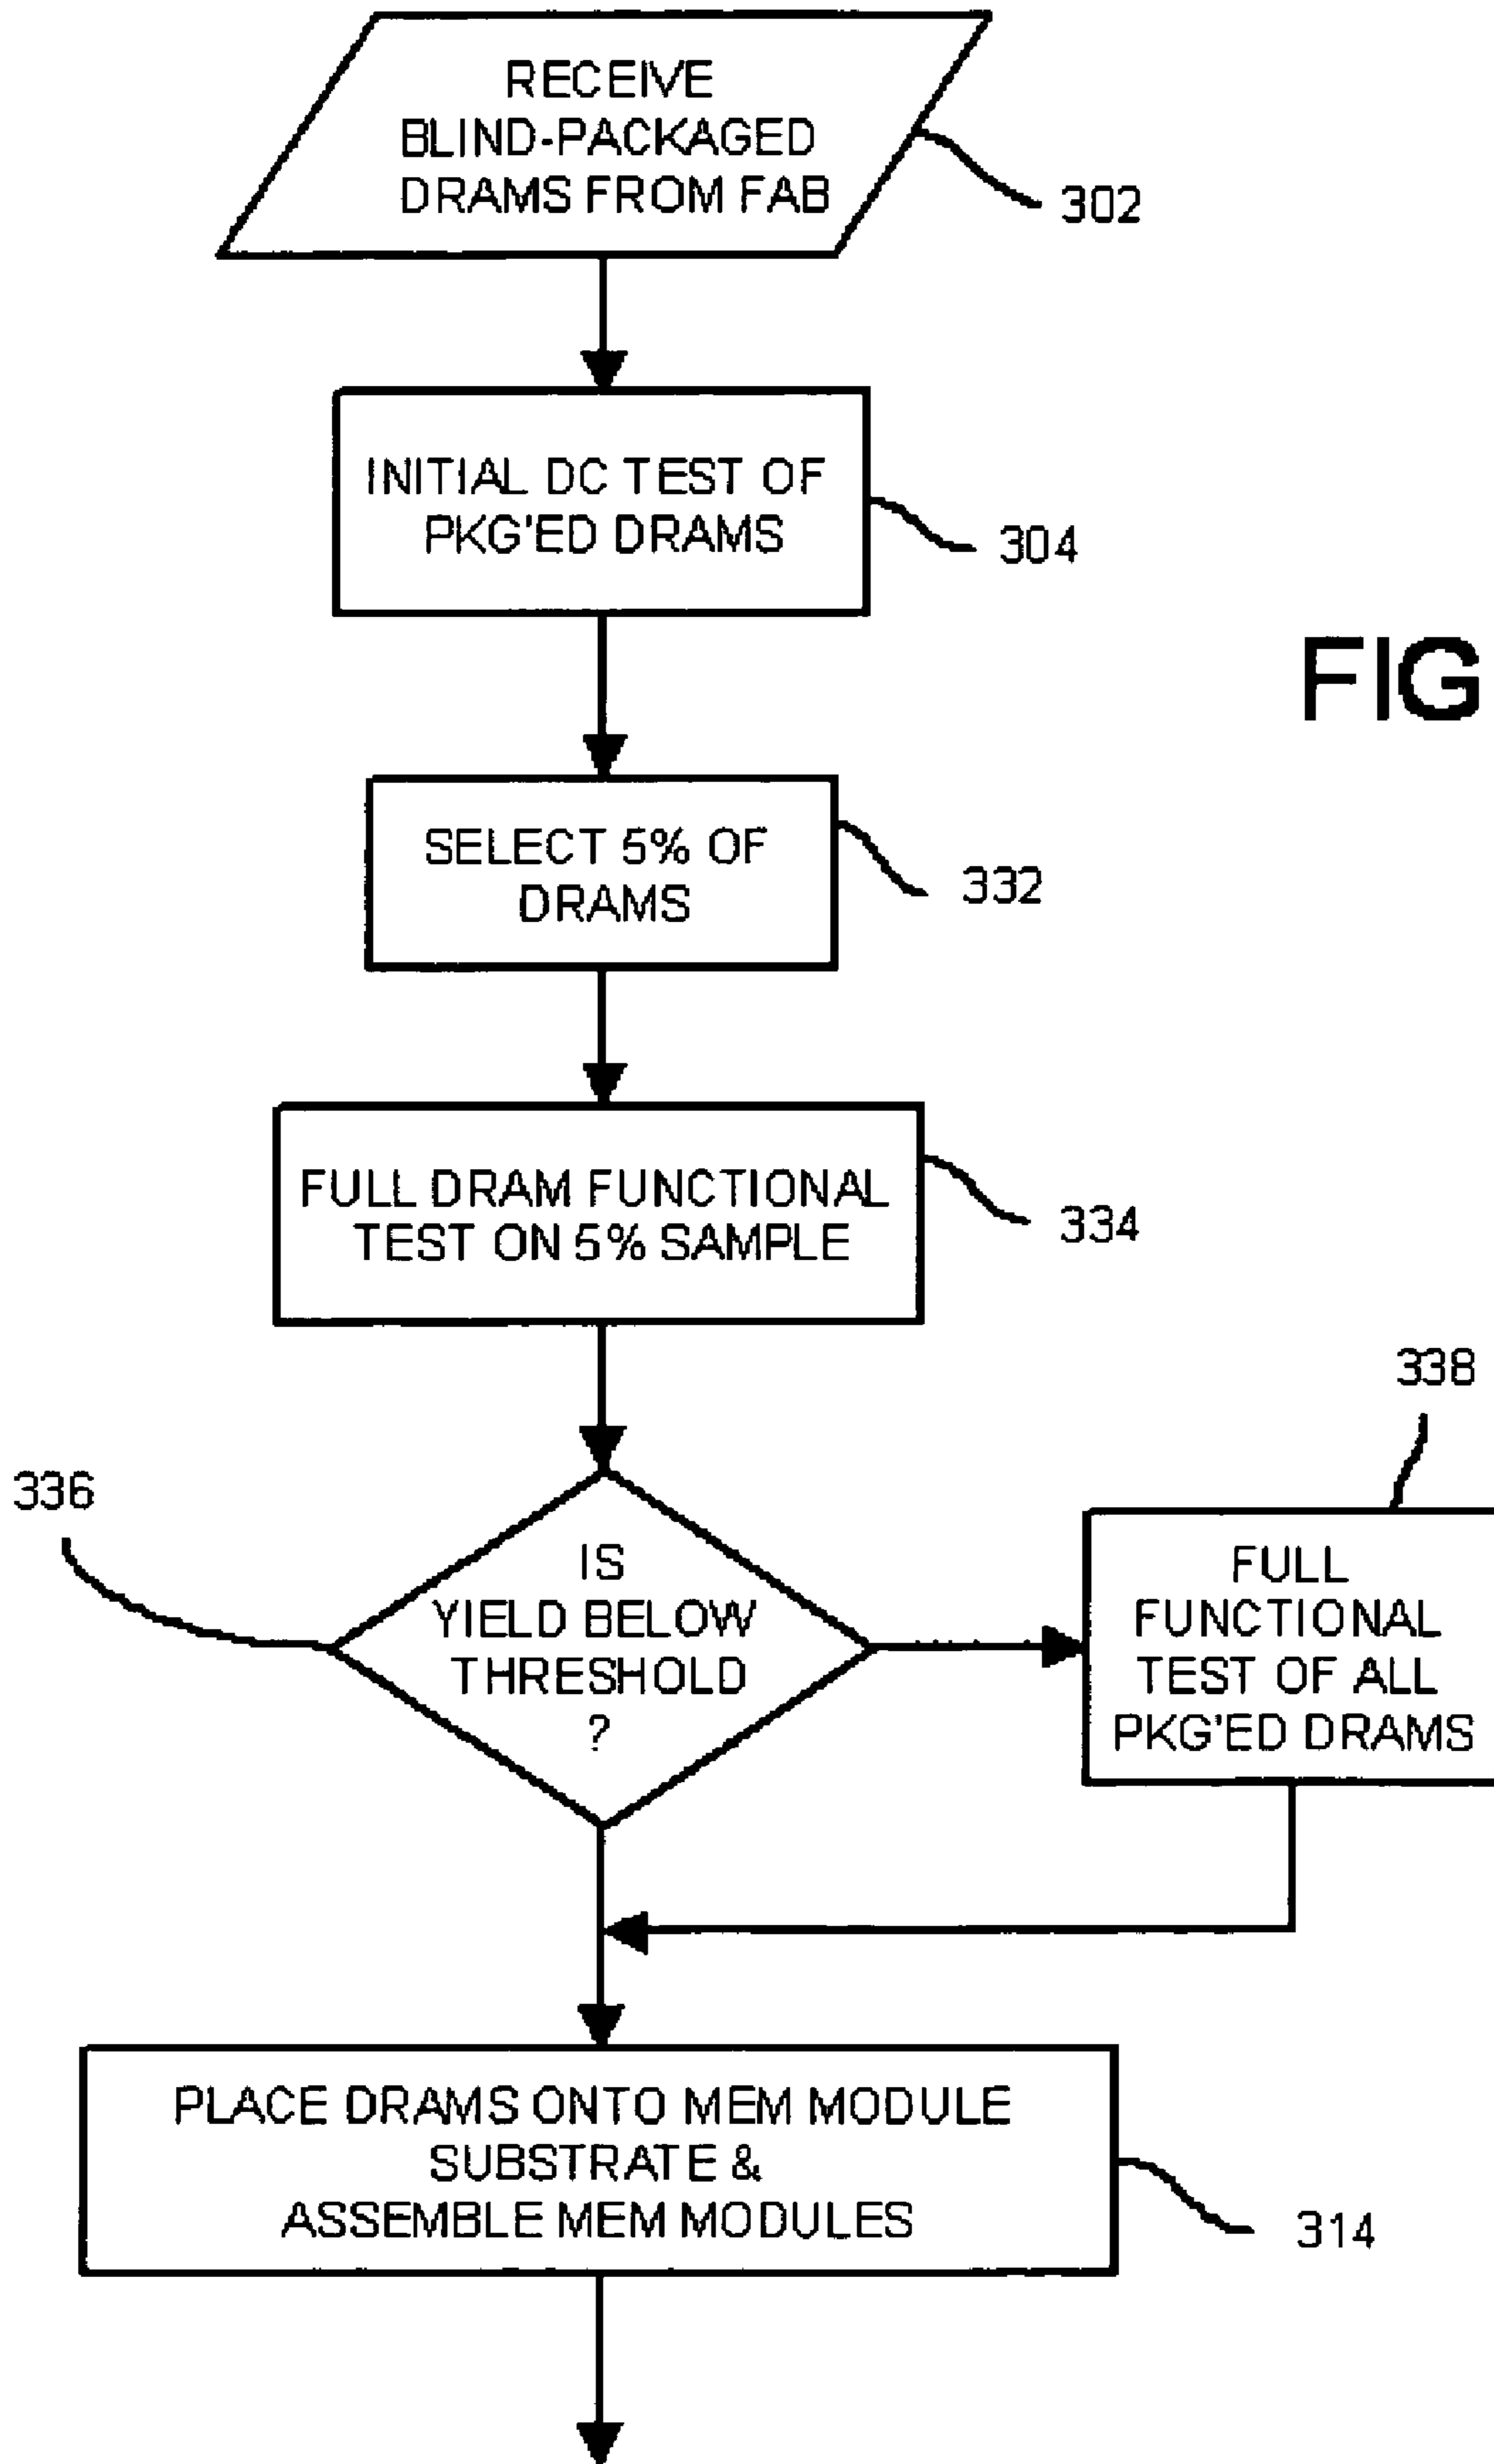 RECEIVE
BLIND-PACKAGED
DRAMS FROM FAB
302
INITIAL DC TEST OF
PKG'ED DRAMS
304
FIG
SELECT 5% OF
DRAMS
332
FULL DRAM FUNCTIONAL
TEST ON 5% SAMPLE
334
338
336
IS
YIELD BELOW
THRESHOLD
?
FULL
FUNCTIONAL
TEST OF ALL
PKG'ED DRAMS
PLACE DRAMS ONTO MEM MODULE
SUBSTRATE &
ASSEMBLE MEM MODULES
314